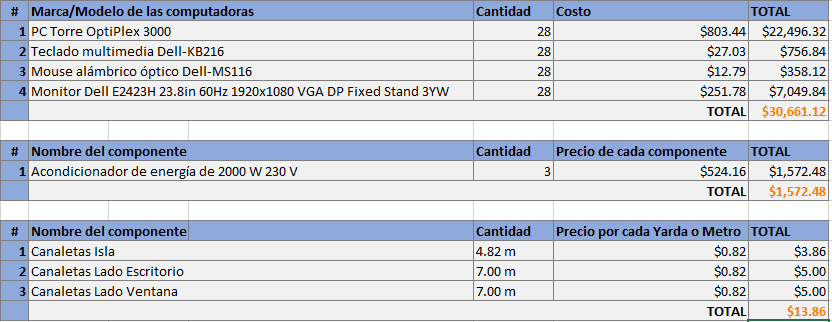 # Marca/Modelo de las computadoras Cantidad Costo TOTAL
1 PC Torre OptiPlex 3000 28 $803.44 $22,496.32
2 Teclado multimedia Dell-KB216 28 $27.03 $756.84
3 Mouse alámbrico óptico Dell-MS116 28 $12.79 $358.12
4 Monitor Dell E2423H 23.8in 60Hz 1920x1080 VGA DP Fixed Stand 3YW 28 $251.78 $7,049.84
TOTAL $30,661.12
# Nombre del componente Cantidad Precio de cada componente TOTAL
1 Acondicionador de energía de 2000 W 230 V 3 $524.16 $1,572.48
TOTAL $1,572.48
# Nombre del componente Cantidad Precio por cada Yarda o Metro TOTAL
1 Canaletas Isla 4.82 m $0.82 $3.86
2 Canaletas Lado Escritorio 7.00 m $0.82 $5.00
3 Canaletas Lado Ventana 7.00 m $0.82 $5.00
TOTAL $13.86